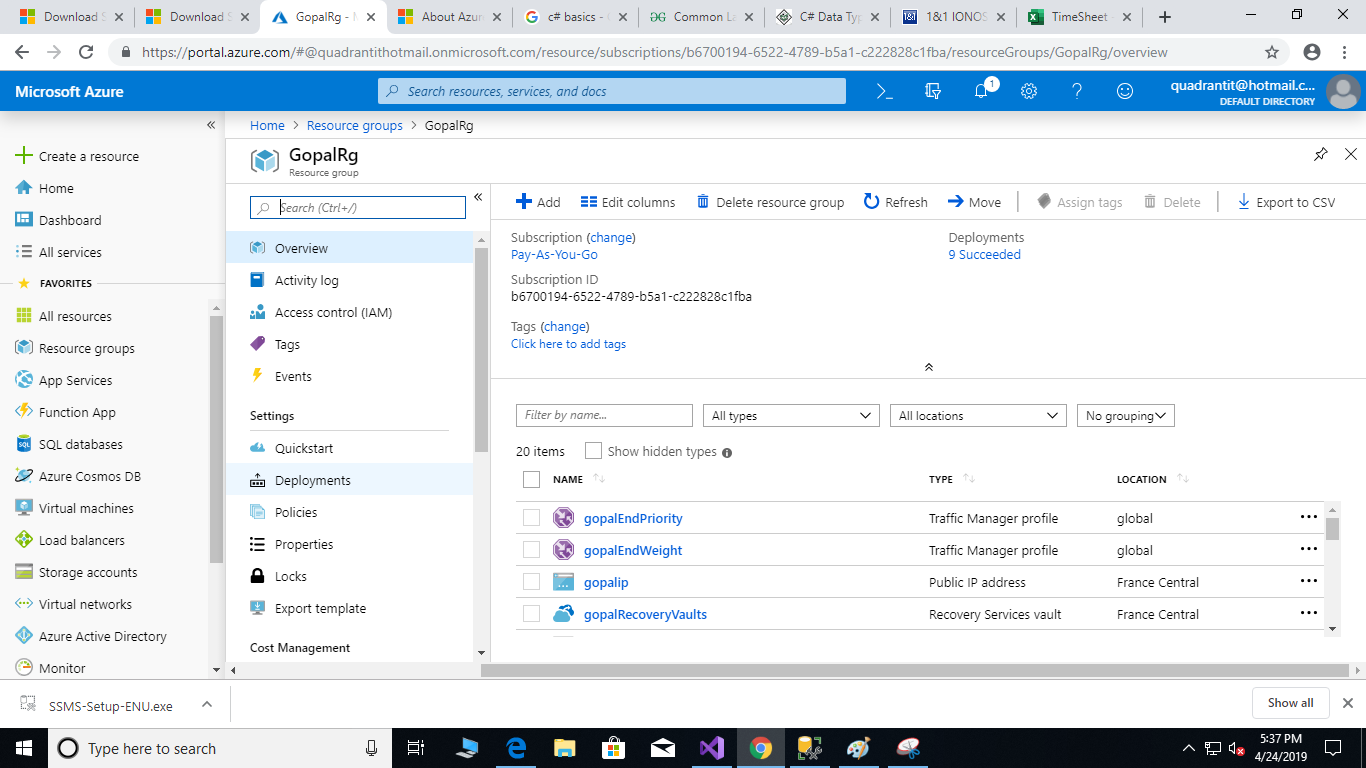 Download S
Download S
GopalRg - M
About Azur
c# basics - G
Common La
C# Data Typ
1&1 IONOS
TimeSheet -
https://portal.azure.com/#@quadrantithotmail.onmicrosoft.com/resource/subscriptions/b6700194-6522-4789-b5a1-c222828c1fba/resourceGroups/GopalRg/overview
Microsoft Azure
Search resources, services, and docs
1
quadrantit@hotmail.c...
DEFAULT DIRECTORY
Create a resource
Home
Dashboard
All services
FAVORITES
All resources
Resource groups
App Services
Function App
SQL databases
Azure Cosmos DB
Virtual machines
Load balancers
Storage accounts
Virtual networks
Azure Active Directory
Monitor
Home > Resource groups > GopalRg
GopalRg
Resource group
Search (Ctrl+/)
Overview
Activity log
Access control (IAM)
Tags
Events
Settings
Quickstart
Deployments
Policies
Properties
Locks
Export template
Cost Management
Add Edit columns Delete resource group Refresh Move Assign tags Delete Export to CSV
Subscription (change)
Pay-As-You-Go
Subscription ID
b6700194-6522-4789-b5a1-c222828c1fba
Tags (change)
Click here to add tags
Deployments
9 Succeeded
Filter by name... All types All locations No grouping
20 items Show hidden types
NAME TYPE LOCATION
gopalEndPriority Traffic Manager profile global
gopalEndWeight Traffic Manager profile global
gopalip Public IP address France Central
gopalRecoveryVaults Recovery Services vault France Central
SSMS-Setup-ENU.exe
Show all
Type here to search
5:37 PM
4/24/2019